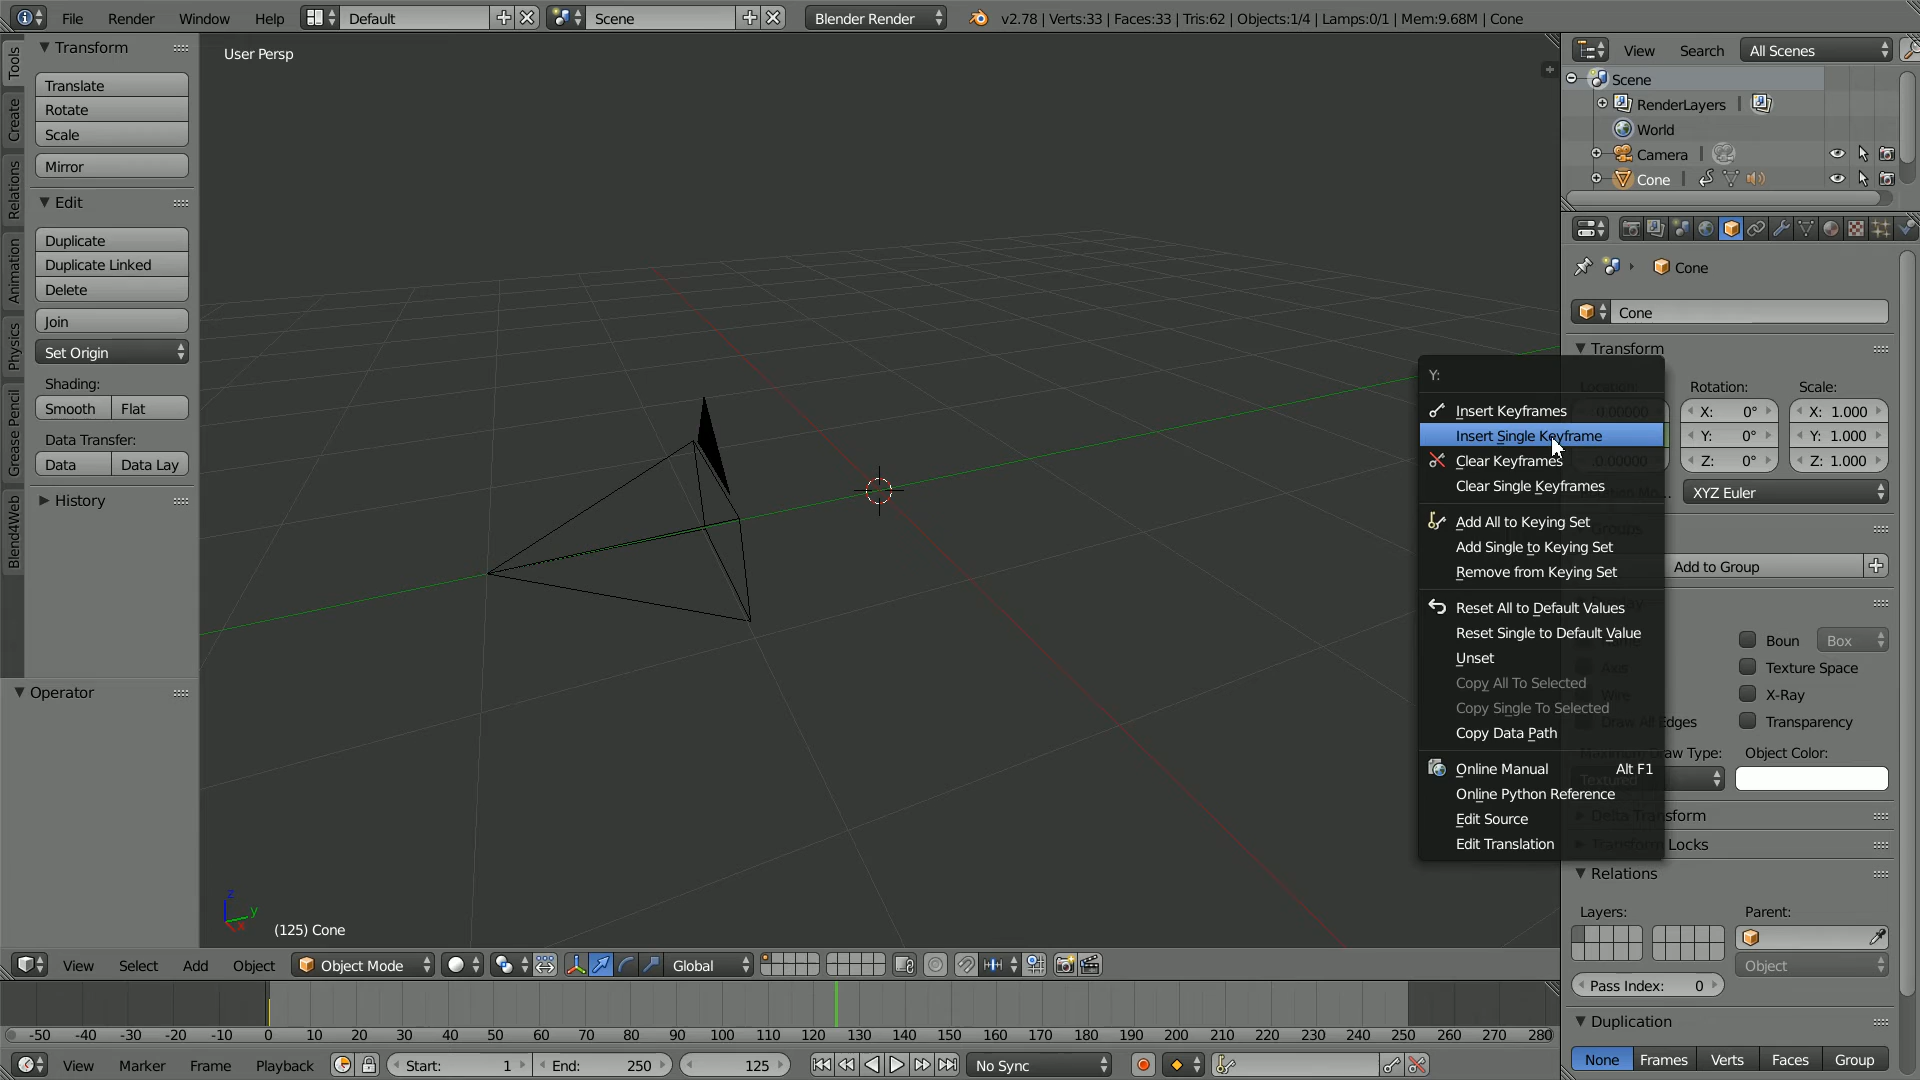 File Render Window Help Default Scene Blender Render v2.78 | Verts:33 | Faces:33 | Tris:62 | Objects:1/4 | Lamps:0/1 | Mem:9.68M | Cone
Tools
Create
Relations
Animation
Physics
Grease Pencil
Blend4Web
Transform
Translate
Rotate
Scale
Mirror
Edit
Duplicate
Duplicate Linked
Delete
Join
Set Origin
Shading:
Smooth Flat
Data Transfer:
Data Data Lay
History
Operator
User Persp
z
y
x
(125) Cone
View Search All Scenes
Scene
RenderLayers |
World
Camera |
Cone |
Cone
Cone
Transform
Rotation: Scale:
X: 0° X: 1.000
Y: 0° Y: 1.000
Z: 0° Z: 1.000
XYZ Euler
Y:
Insert Keyframes
Insert Single Keyframe
Clear Keyframes
Clear Single Keyframes
Add All to Keying Set
Add Single to Keying Set
Remove from Keying Set
Reset All to Default Values
Reset Single to Default Value
Unset
Copy All To Selected
Copy Single To Selected
Copy Data Path
Online Manual Alt F1
Online Python Reference
Edit Source
Edit Translation
Groups
Add to Group
Boun Box
Texture Space
X-Ray
Draw All Edges Transparency
Draw Type: Object Color:
Textured
Delta Transform
Transform Locks
Relations
Layers: Parent:
Object
Pass Index: 0
Duplication
None Frames Verts Faces Group
View Select Add Object Object Mode Global
-50 -40 -30 -20 -10 0 10 20 30 40 50 60 70 80 90 100 110 120 130 140 150 160 170 180 190 200 210 220 230 240 250 260 270 280
View Marker Frame Playback Start: 1 End: 250 125 No Sync